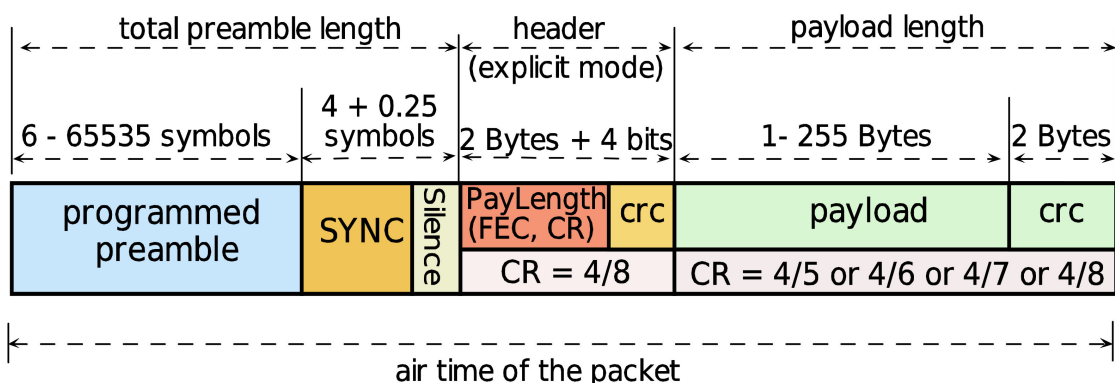 total preamble length
header
payload length
(explicit mode)
4 + 0.25
symbols
6 - 65535 symbols
2 Bytes + 4 bits
1- 255 Bytes
2 Bytes
programmed
preamble
SYNC
Silence
PayLength
(FEC, CR)
crc
payload
crc
CR = 4/8
CR = 4/5 or 4/6 or 4/7 or 4/8
air time of the packet